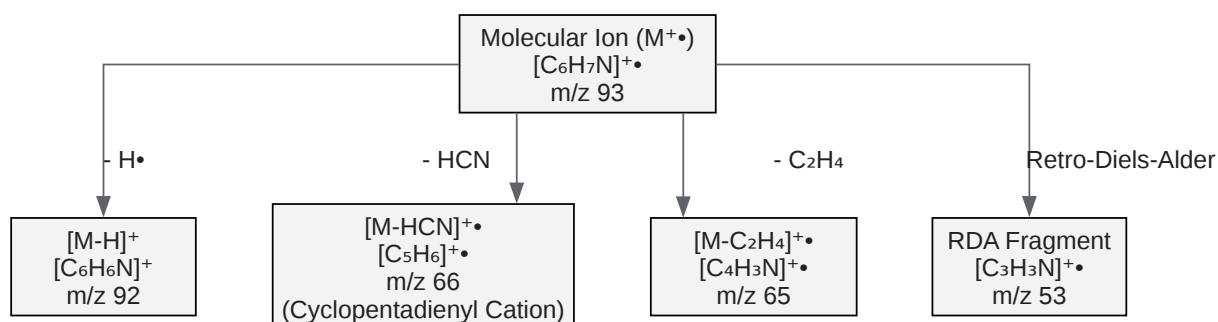 Molecular Ion (M⁺•)
[C₆H₇N]⁺•
m/z 93
- H•
- HCN
- C₂H₄
Retro-Diels-Alder
[M-H]⁺
[C₆H₆N]⁺
m/z 92
[M-HCN]⁺•
[C₅H₆]⁺•
m/z 66
(Cyclopentadienyl Cation)
[M-C₂H₄]⁺•
[C₄H₃N]⁺•
m/z 65
RDA Fragment
[C₃H₃N]⁺•
m/z 53